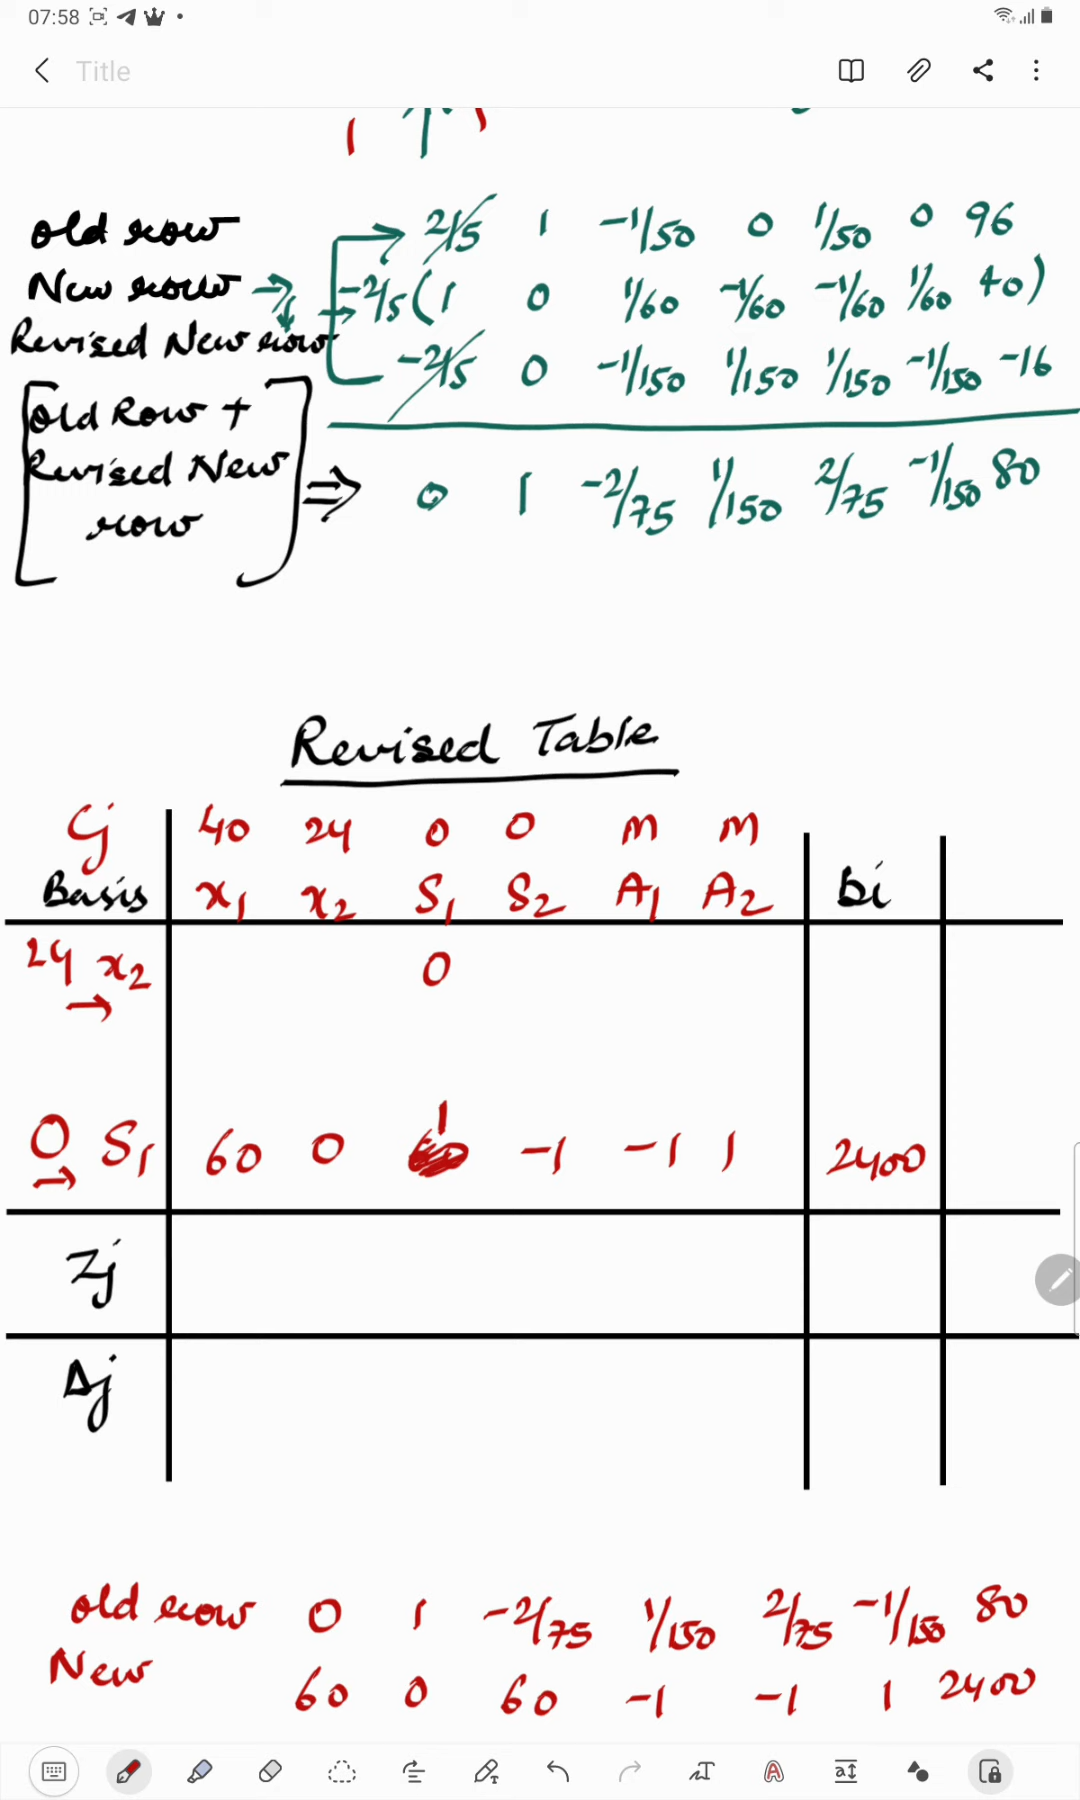 07:58
Title
old row 2/5 1 -1/50 0 1/50 0 96
New row -2/5(1 0 1/60 -1/60 -1/60 1/60 40)
Revised New row -2/5 0 -1/150 1/150 1/150 -1/150 -16
[old Row +
Revised New
row] ⇒ 0 1 -2/75 1/150 2/75 -1/150 80
Revised Table
Cj 40 24 0 0 M M
Basis x1 x2 S1 S2 A1 A2 bi
24 x2 0
0 S1 60 0 1 -1 -1 1 2400
Zj
Δj
old row 0 1 -2/75 1/150 2/75 -1/150 80
New 60 0 60 -1 -1 1 2400